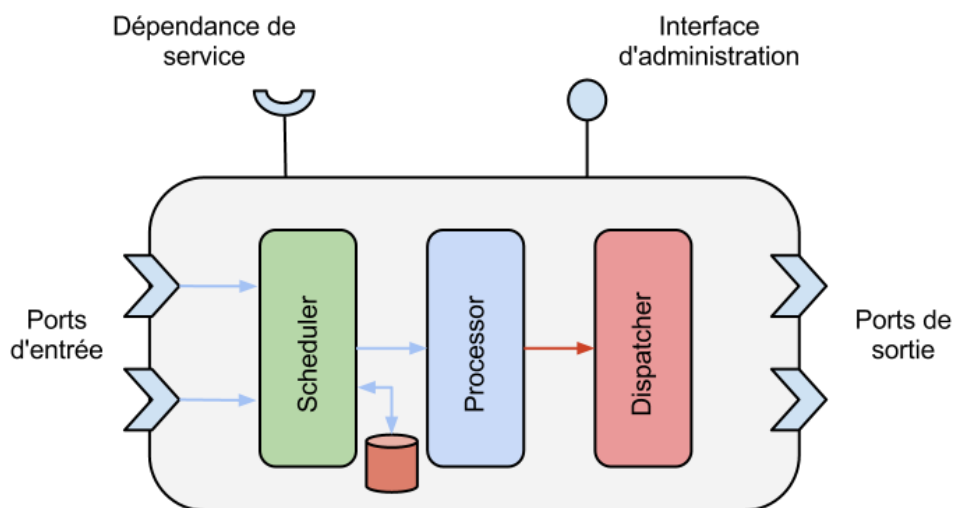 Dépendance de
service
Interface
d'administration
Ports
d'entrée
Scheduler
Processor
Dispatcher
Ports de
sortie